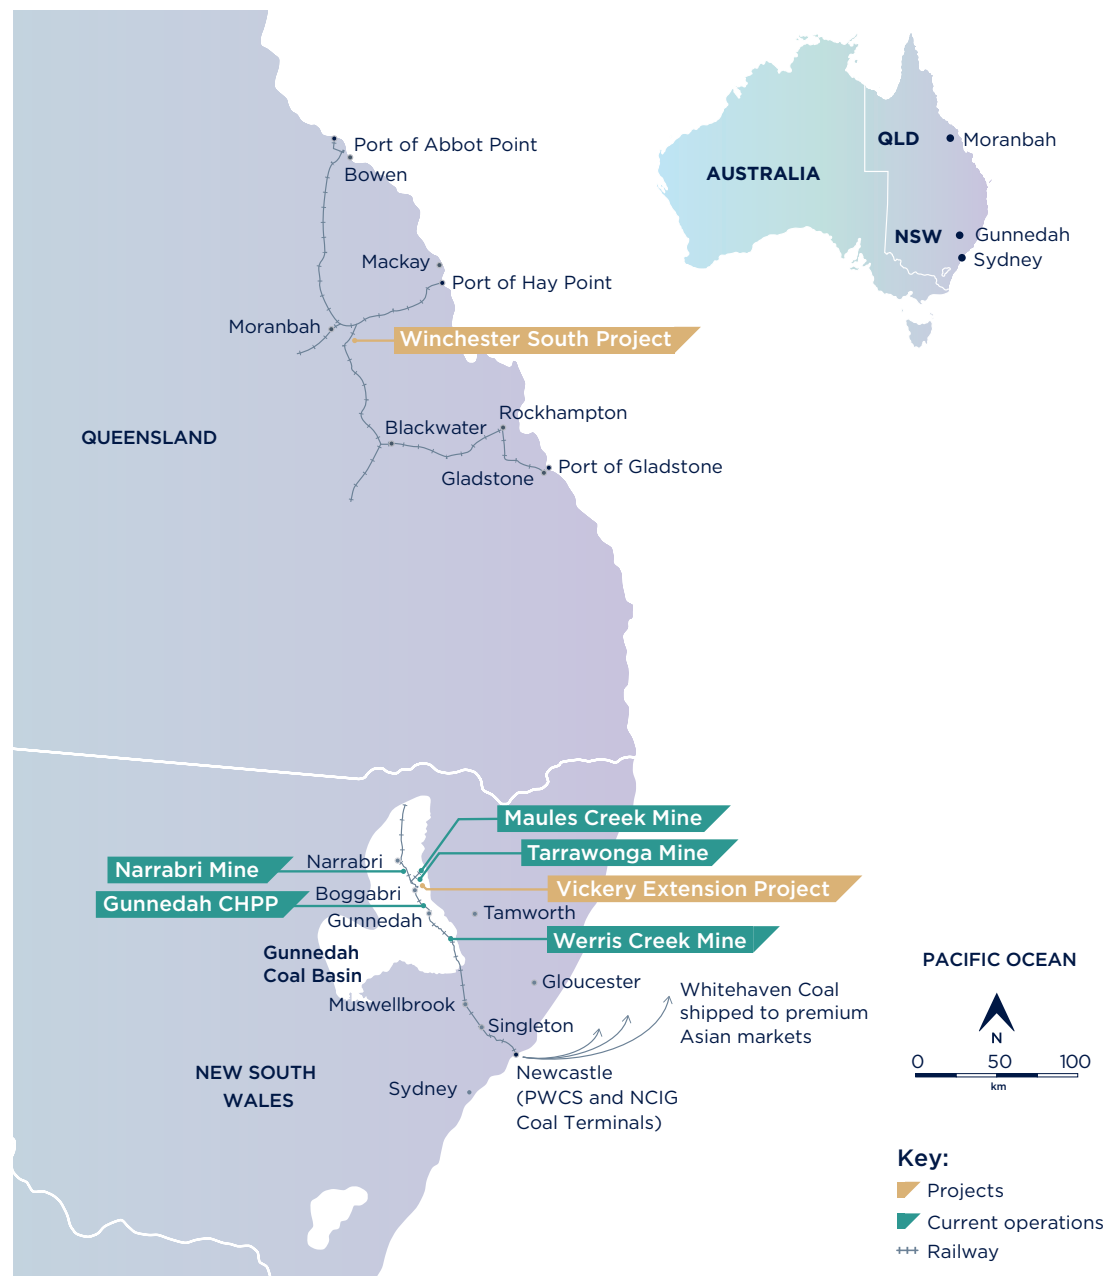 Port of Abbot Point
Bowen
Mackay
Port of Hay Point
Moranbah
Winchester South Project
QUEENSLAND
Blackwater
Rockhampton
Gladstone
Port of Gladstone
AUSTRALIA
QLD
Moranbah
NSW
Gunnedah
Sydney
Maules Creek Mine
Tarrawonga Mine
Narrabri
Narrabri Mine
Vickery Extension Project
Boggabri
Gunnedah CHPP
Gunnedah
Tamworth
Werris Creek Mine
Gunnedah
Coal Basin
Gloucester
Muswellbrook
Singleton
Whitehaven Coal
shipped to premium
Asian markets
NEW SOUTH
WALES
Sydney
Newcastle
(PWCS and NCIG
Coal Terminals)
PACIFIC OCEAN
N
0 50 100
km
Key:
Projects
Current operations
Railway